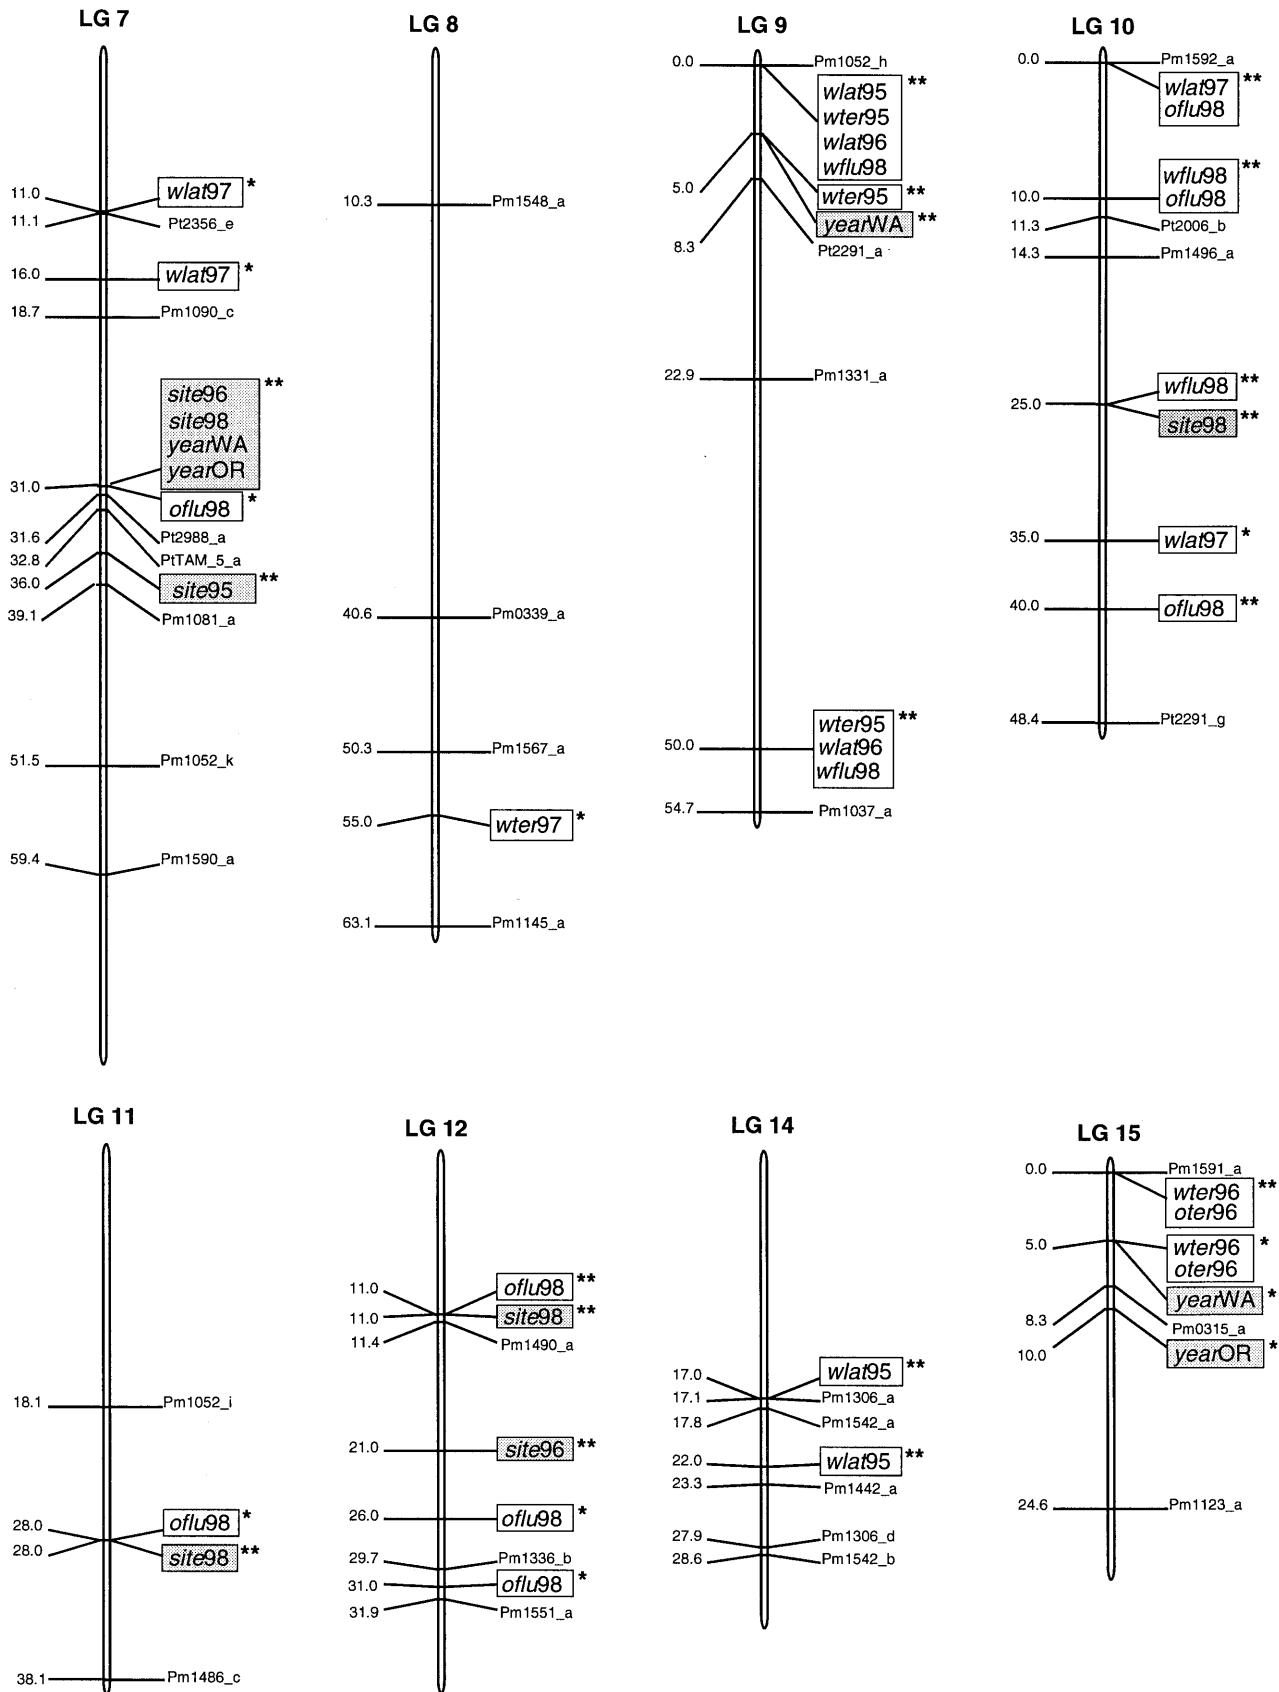 LG 7
11.0
wlat97 *
11.1
Pt2356_e
16.0
wlat97 *
18.7
Pm1090_c
site96 **
site98
yearWA
yearOR
31.0
oflu98 *
31.6
Pt2988_a
32.8
PtTAM_5_a
36.0
site95 **
39.1
Pm1081_a
51.5
Pm1052_k
59.4
Pm1590_a
LG 8
10.3
Pm1548_a
40.6
Pm0339_a
50.3
Pm1567_a
55.0
wter97 *
63.1
Pm1145_a
LG 9
0.0
Pm1052_h
wlat95 **
wter95
wlat96
wflu98
5.0
wter95 **
yearWA **
8.3
Pt2291_a
22.9
Pm1331_a
wter95 **
50.0
wlat96
wflu98
54.7
Pm1037_a
LG 10
0.0
Pm1592_a
wlat97 **
oflu98
wflu98 **
10.0
oflu98
11.3
Pt2006_b
14.3
Pm1496_a
25.0
wflu98 **
site98 **
35.0
wlat97 *
40.0
oflu98 **
48.4
Pt2291_g
LG 11
18.1
Pm1052_i
28.0
oflu98 *
28.0
site98 **
38.1
Pm1486_c
LG 12
11.0
oflu98 **
11.0
site98 **
11.4
Pm1490_a
21.0
site96 **
26.0
oflu98 *
29.7
Pm1336_b
31.0
oflu98 *
31.9
Pm1551_a
LG 14
17.0
wlat95 **
17.1
Pm1306_a
17.8
Pm1542_a
22.0
wlat95 **
23.3
Pm1442_a
27.9
Pm1306_d
28.6
Pm1542_b
LG 15
0.0
Pm1591_a
wter96 **
oter96
5.0
wter96 *
oter96
yearWA *
8.3
Pm0315_a
10.0
yearOR *
24.6
Pm1123_a